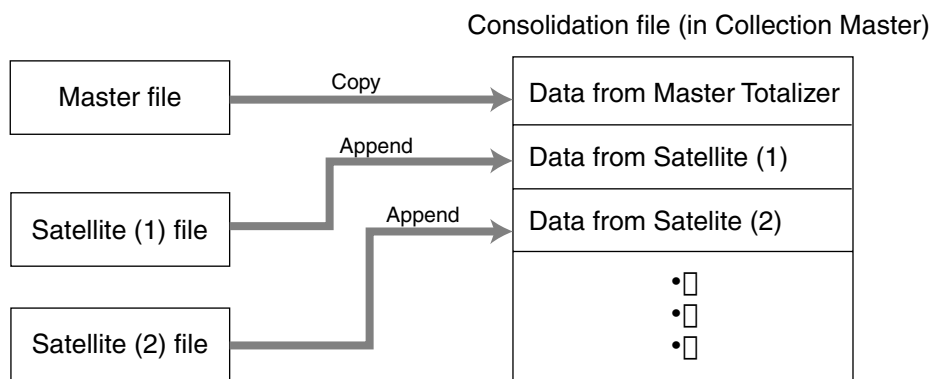 Consolidation file (in Collection Master)
Master file
Copy
Data from Master Totalizer
Append
Data from Satellite (1)
Satellite (1) file
Append
Data from Satelite (2)
•▯
•▯
•▯
Satellite (2) file